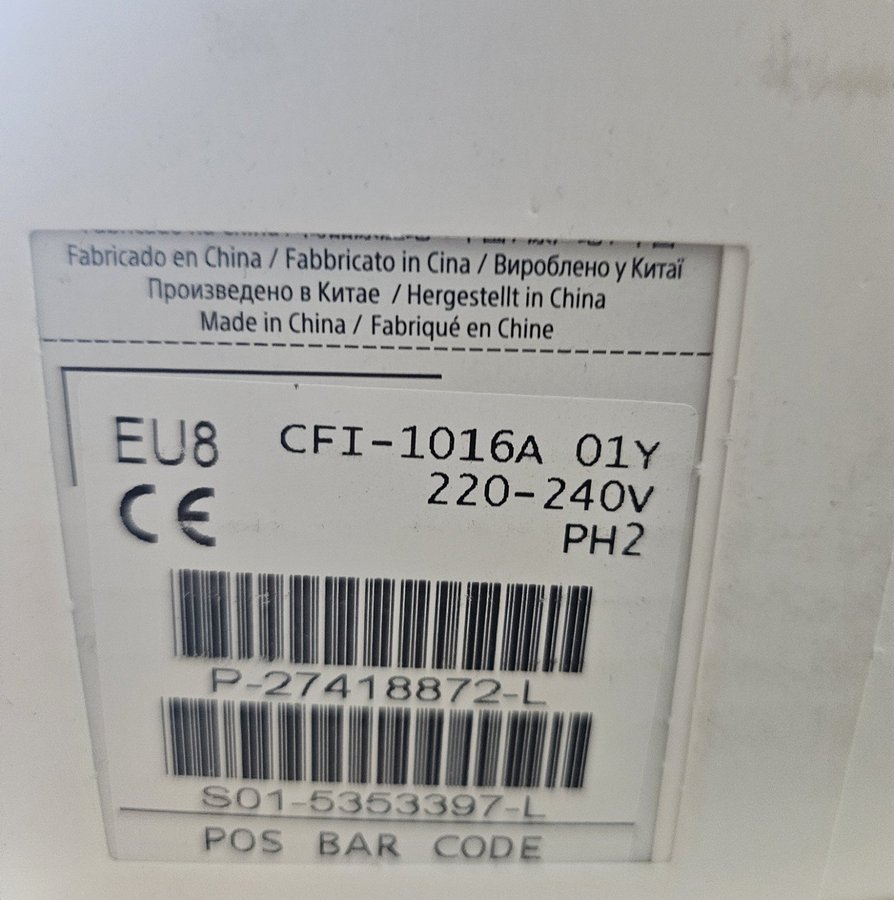 Fabricado en China / Fabbricato in Cina / Вироблено у Китаї
Произведено в Китае / Hergestellt in China
Made in China / Fabriqué en Chine
EU8 CFI-1016A 01Y
CE 220-240V
PH2
P-27418872-L
S01-5353397-L
POS BAR CODE